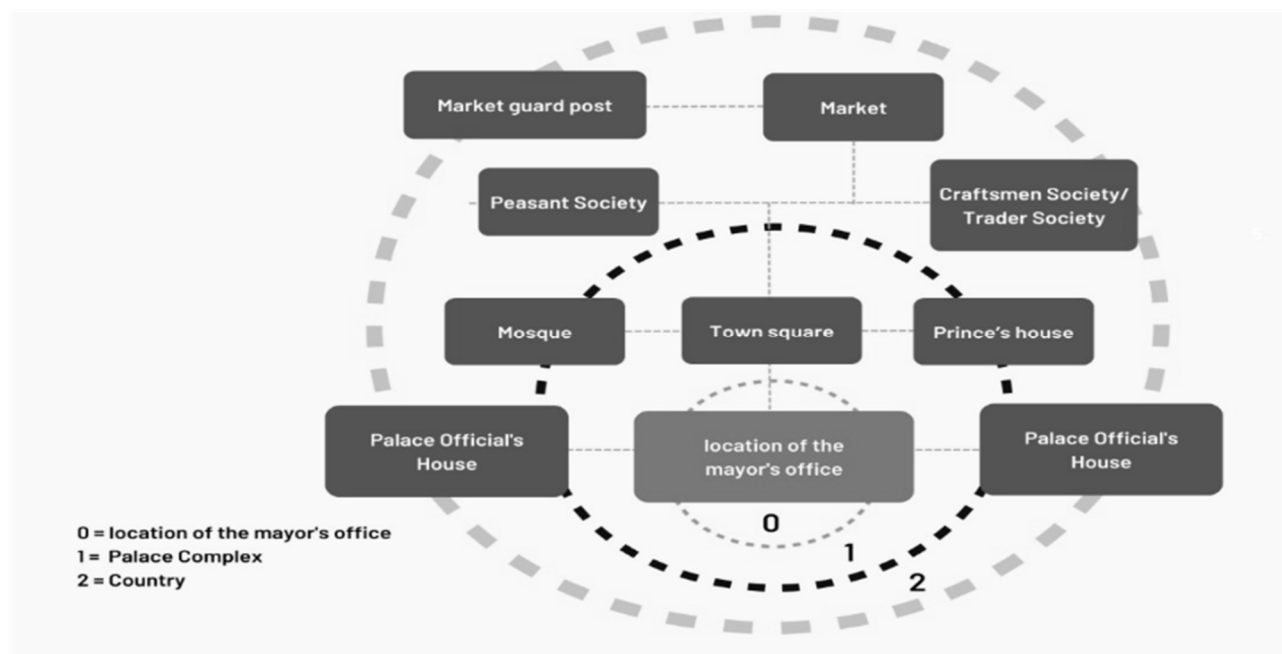 Market guard post
Market
Peasant Society
Craftsmen Society/
Trader Society
Mosque
Town square
Prince's house
Palace Official's
House
location of the
mayor's office
Palace Official's
House
0
1
2
0 = location of the mayor's office
1 = Palace Complex
2 = Country